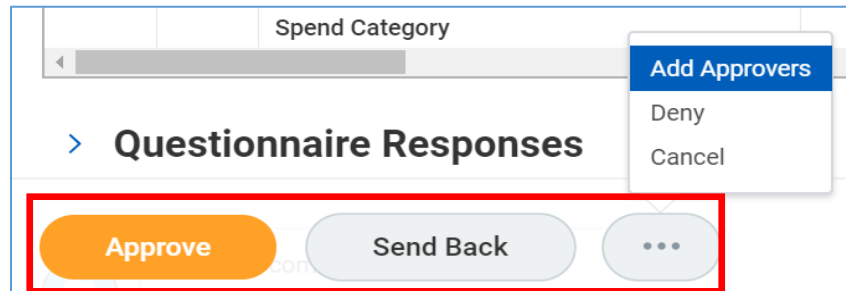 Spend Category
Add Approvers
Deny
Cancel
Questionnaire Responses
Approve
Send Back